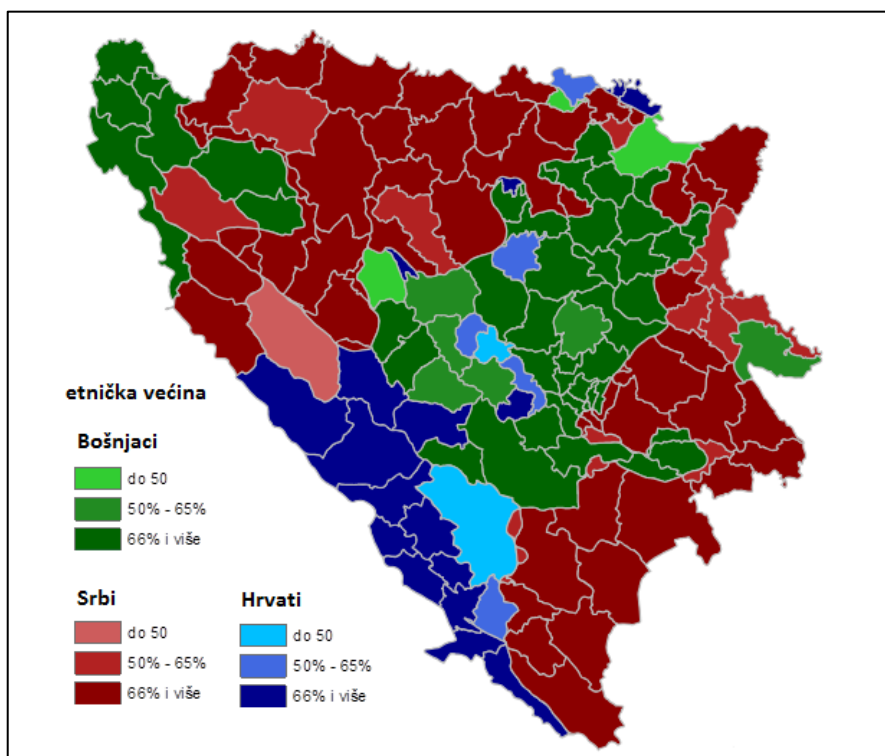 etnička većina
Bošnjaci
do 50
50% - 65%
66% i više
Srbi
do 50
50% - 65%
66% i više
Hrvati
do 50
50% - 65%
66% i više